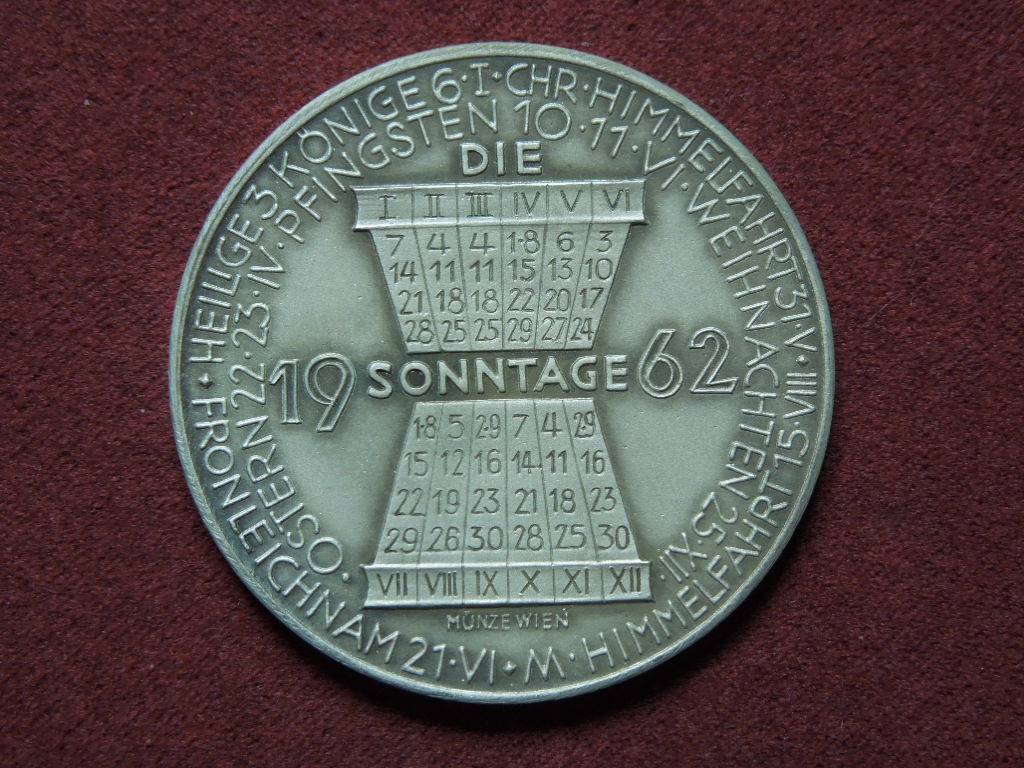 HEILIGE 3 KÖNIGE 6·I·CHR·HIMMELFAHRT 31·V·
M·HIMMELFAHRT 15·VIII
FRONLEICHNAM 21·VI
OSTERN 22·23·IV·PFINGSTEN 10·11·VI·WEIHNACHTEN 25·XII·
DIE
I II III IV V VI
7 4 4 1·8 6 3
14 11 11 15 13 10
21 18 18 22 20 17
28 25 25 29 27 24
19 SONNTAGE 62
1·8 5 2·9 7 4 2·9
15 12 16 14 11 16
22 19 23 21 18 23
29 26 30 28 25 30
VII VIII IX X XI XII
MÜNZE WIEN